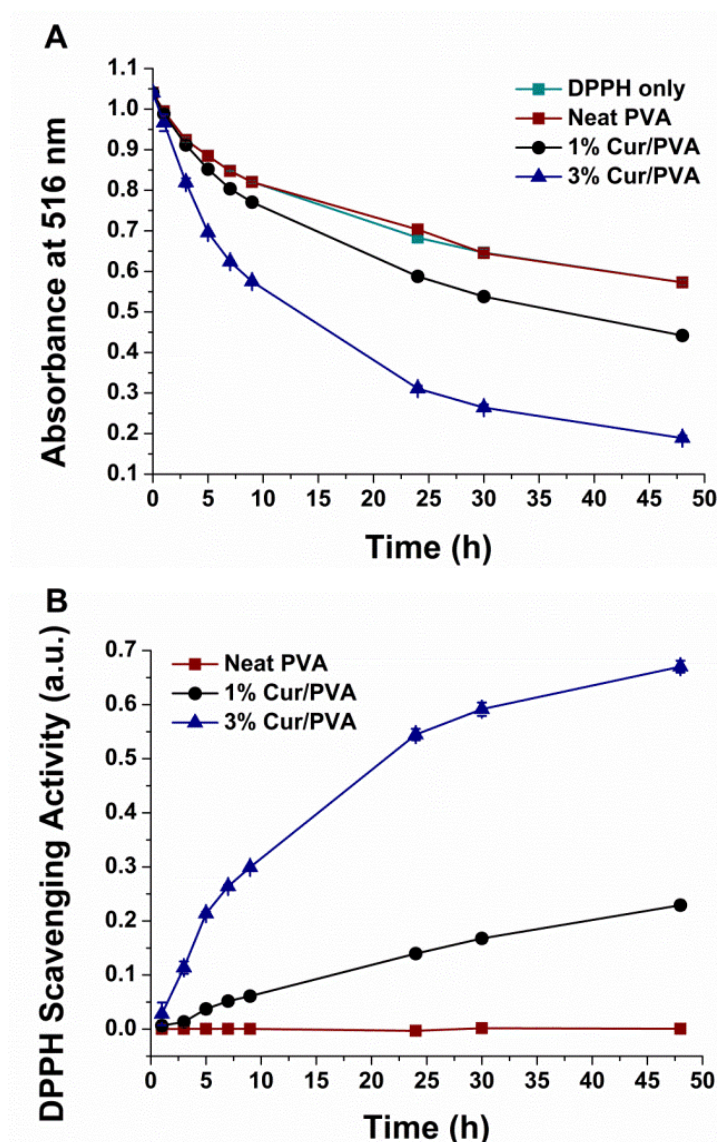 A
1.1
1.0
0.9
0.8
0.7
0.6
0.5
0.4
0.3
0.2
0.1
Absorbance at 516 nm
DPPH only
Neat PVA
1% Cur/PVA
3% Cur/PVA
0 5 10 15 20 25 30 35 40 45 50
Time (h)
B
0.7
0.6
0.5
0.4
0.3
0.2
0.1
0.0
DPPH Scavenging Activity (a.u.)
Neat PVA
1% Cur/PVA
3% Cur/PVA
0 5 10 15 20 25 30 35 40 45 50
Time (h)